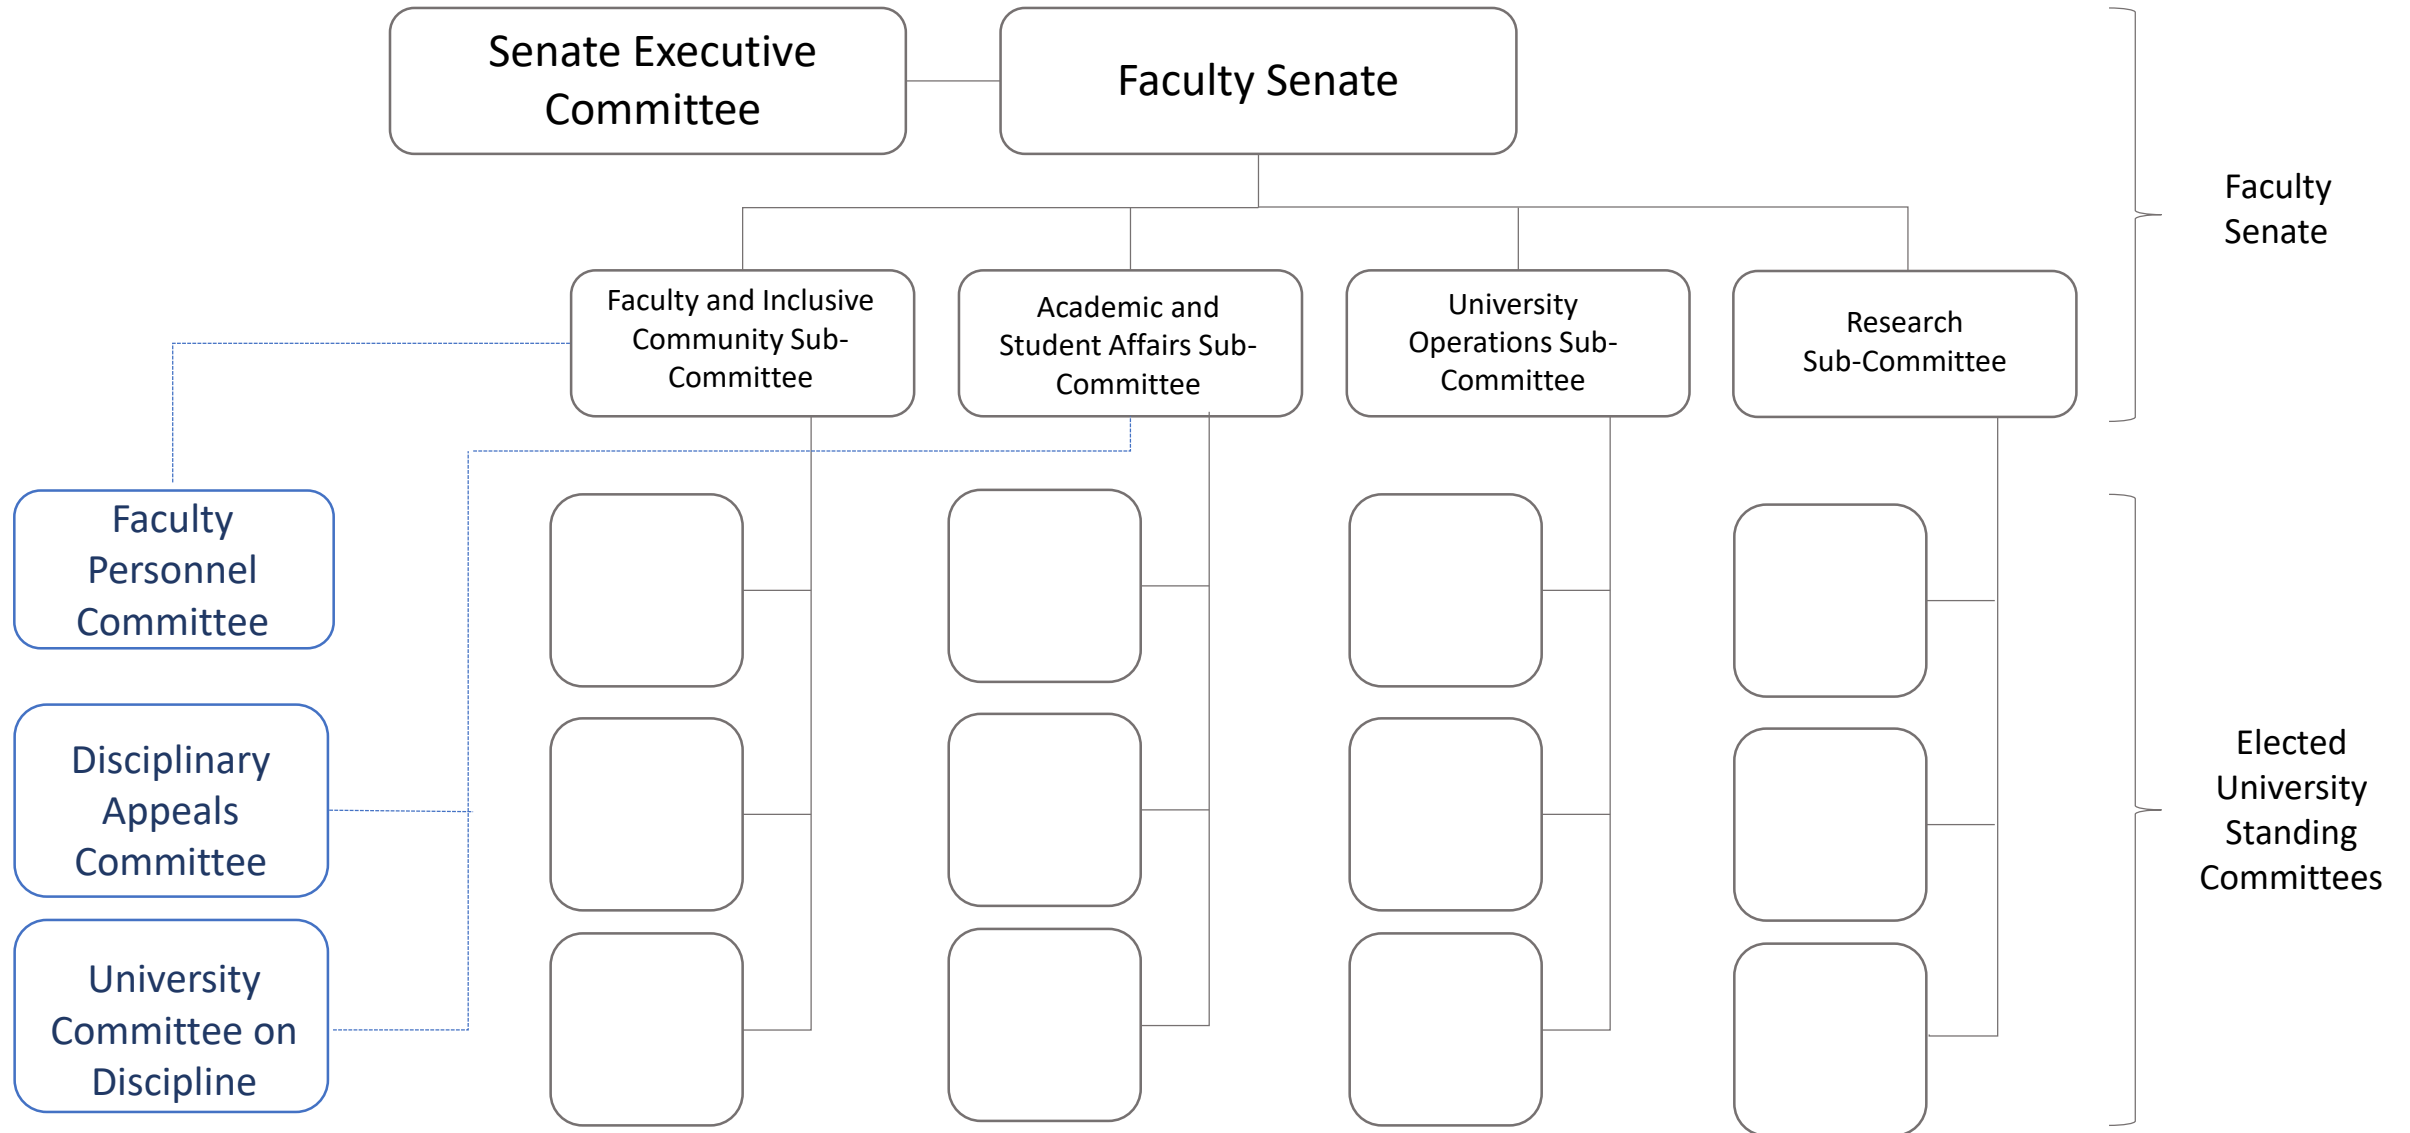 Senate Executive
Committee
Faculty Senate
Faculty
Senate
Faculty and Inclusive
Community Sub-
Committee
Academic and
Student Affairs Sub-
Committee
University
Operations Sub-
Committee
Research
Sub-Committee
Faculty
Personnel
Committee
Disciplinary
Appeals
Committee
University
Committee on
Discipline
Elected
University
Standing
Committees